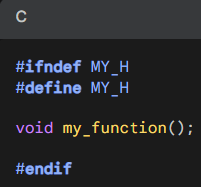 C
#ifndef MY_H
#define MY_H
void my_function();
#endif